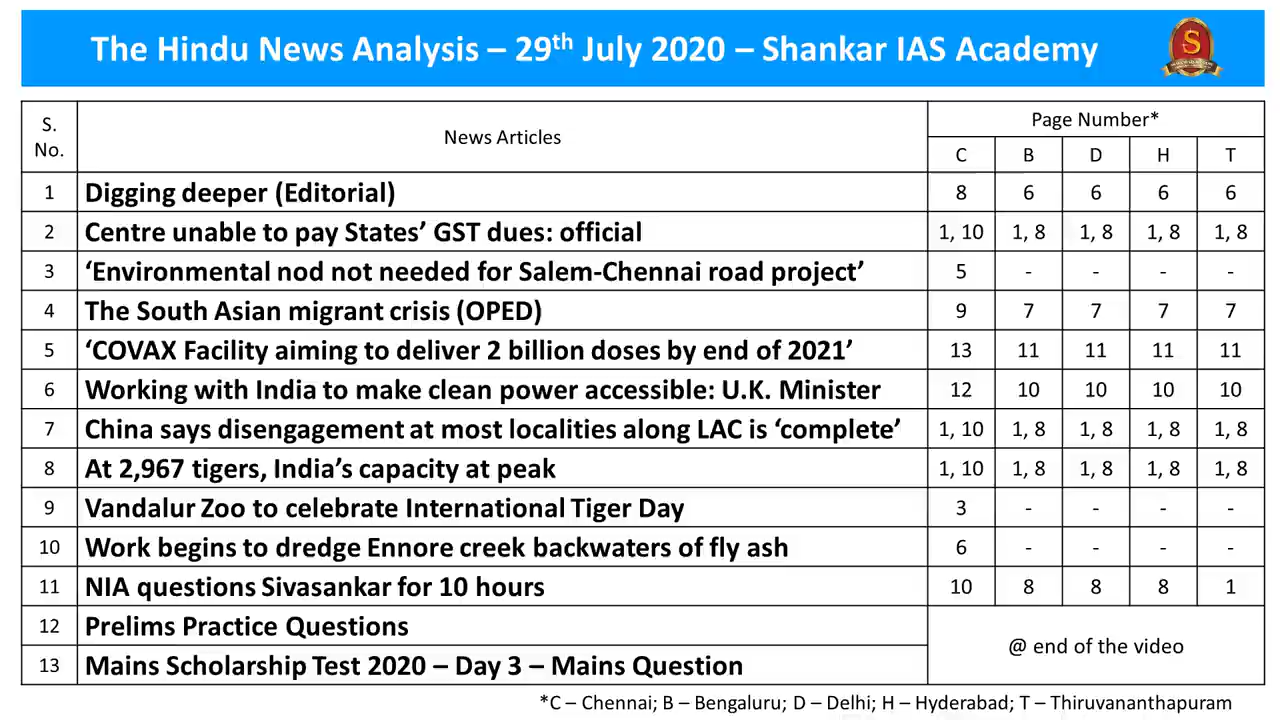 The Hindu News Analysis – 29th July 2020 – Shankar IAS Academy
S
S. No. News Articles Page Number*
C B D H T
1 Digging deeper (Editorial) 8 6 6 6 6
2 Centre unable to pay States’ GST dues: official 1, 10 1, 8 1, 8 1, 8 1, 8
3 ‘Environmental nod not needed for Salem-Chennai road project’ 5 - - - -
4 The South Asian migrant crisis (OPED) 9 7 7 7 7
5 ‘COVAX Facility aiming to deliver 2 billion doses by end of 2021’ 13 11 11 11 11
6 Working with India to make clean power accessible: U.K. Minister 12 10 10 10 10
7 China says disengagement at most localities along LAC is ‘complete’ 1, 10 1, 8 1, 8 1, 8 1, 8
8 At 2,967 tigers, India’s capacity at peak 1, 10 1, 8 1, 8 1, 8 1, 8
9 Vandalur Zoo to celebrate International Tiger Day 3 - - - -
10 Work begins to dredge Ennore creek backwaters of fly ash 6 - - - -
11 NIA questions Sivasankar for 10 hours 10 8 8 8 1
12 Prelims Practice Questions
@ end of the video
13 Mains Scholarship Test 2020 – Day 3 – Mains Question
*C – Chennai; B – Bengaluru; D – Delhi; H – Hyderabad; T – Thiruvananthapuram